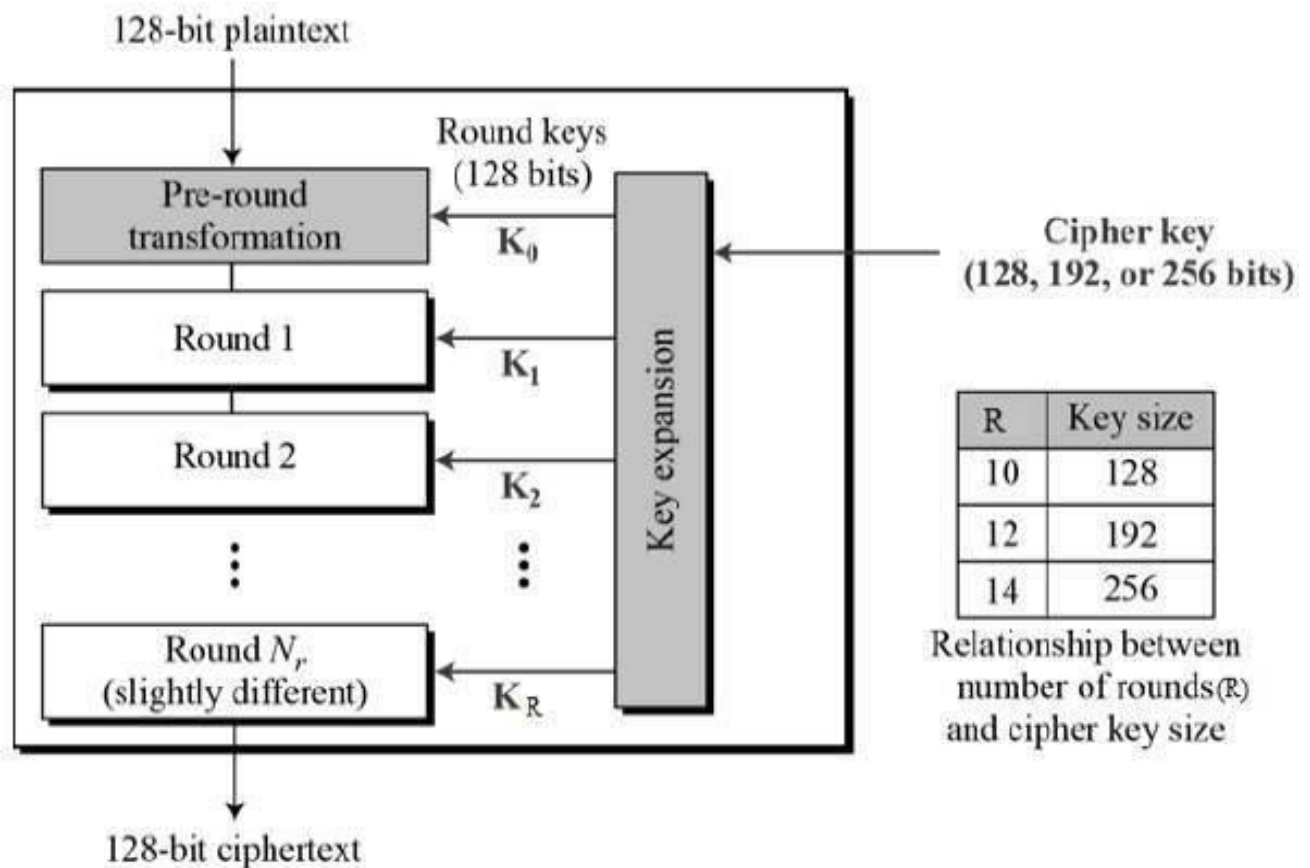 128-bit plaintext
Round keys
(128 bits)
Pre-round
transformation
K₀
Cipher key
(128, 192, or 256 bits)
Round 1
K₁
Round 2
K₂
Key expansion
Round Nᵣ
(slightly different)
K_R
R Key size
10 128
12 192
14 256
Relationship between
number of rounds(R)
and cipher key size
128-bit ciphertext